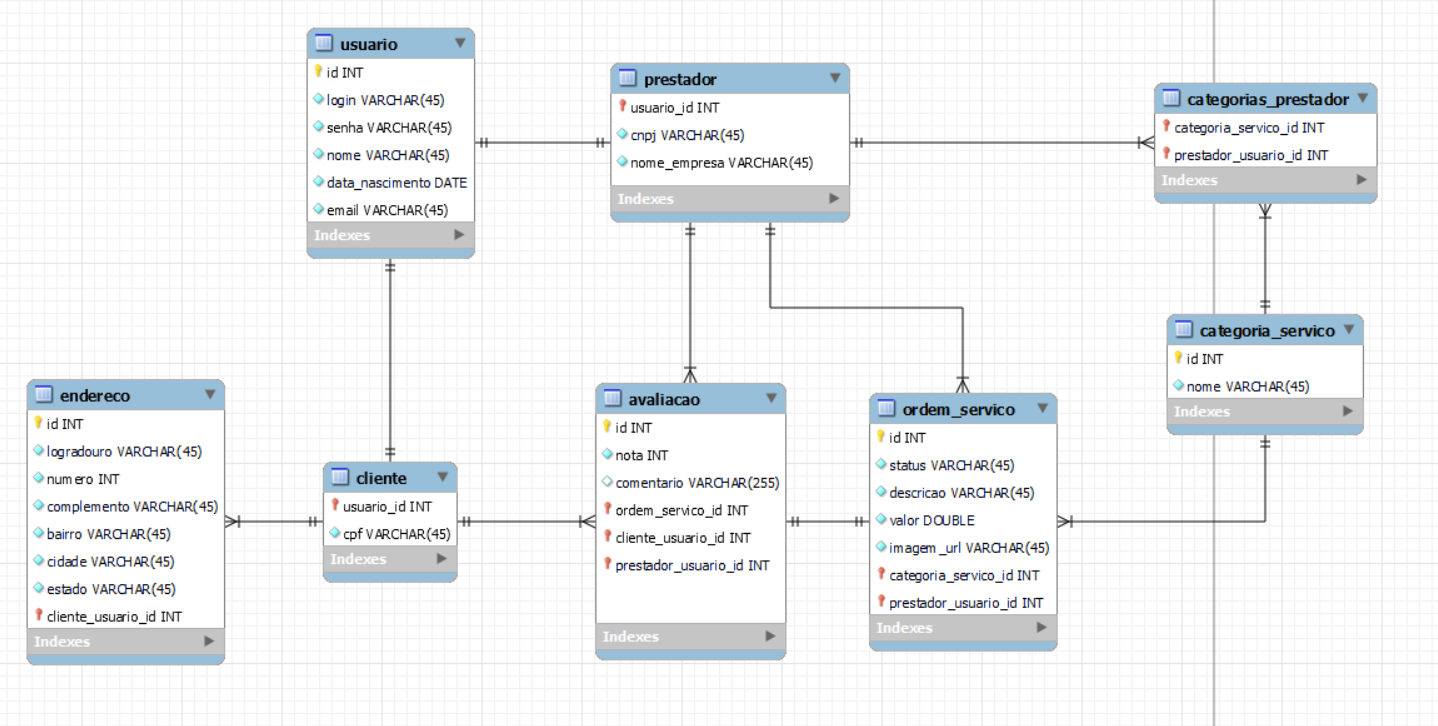 usuario
id INT
login VARCHAR(45)
senha VARCHAR(45)
nome VARCHAR(45)
data_nascimento DATE
email VARCHAR(45)
Indexes
prestador
usuario_id INT
cnpj VARCHAR(45)
nome_empresa VARCHAR(45)
Indexes
categorias_prestador
categoria_servico_id INT
prestador_usuario_id INT
Indexes
categoria_servico
id INT
nome VARCHAR(45)
Indexes
endereco
id INT
logradouro VARCHAR(45)
numero INT
complemento VARCHAR(45)
bairro VARCHAR(45)
cidade VARCHAR(45)
estado VARCHAR(45)
cliente_usuario_id INT
Indexes
cliente
usuario_id INT
cpf VARCHAR(45)
Indexes
avaliacao
id INT
nota INT
comentario VARCHAR(255)
ordem_servico_id INT
cliente_usuario_id INT
prestador_usuario_id INT
Indexes
ordem_servico
id INT
status VARCHAR(45)
descricao VARCHAR(45)
valor DOUBLE
imagem_url VARCHAR(45)
categoria_servico_id INT
prestador_usuario_id INT
Indexes